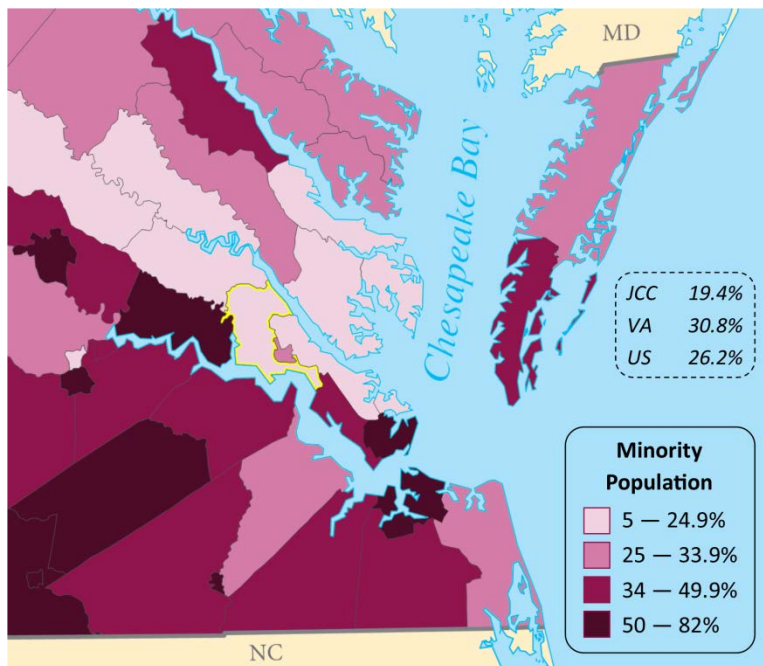 MD
Chesapeake Bay
JCC 19.4%
VA 30.8%
US 26.2%
Minority
Population
5 — 24.9%
25 — 33.9%
34 — 49.9%
50 — 82%
NC